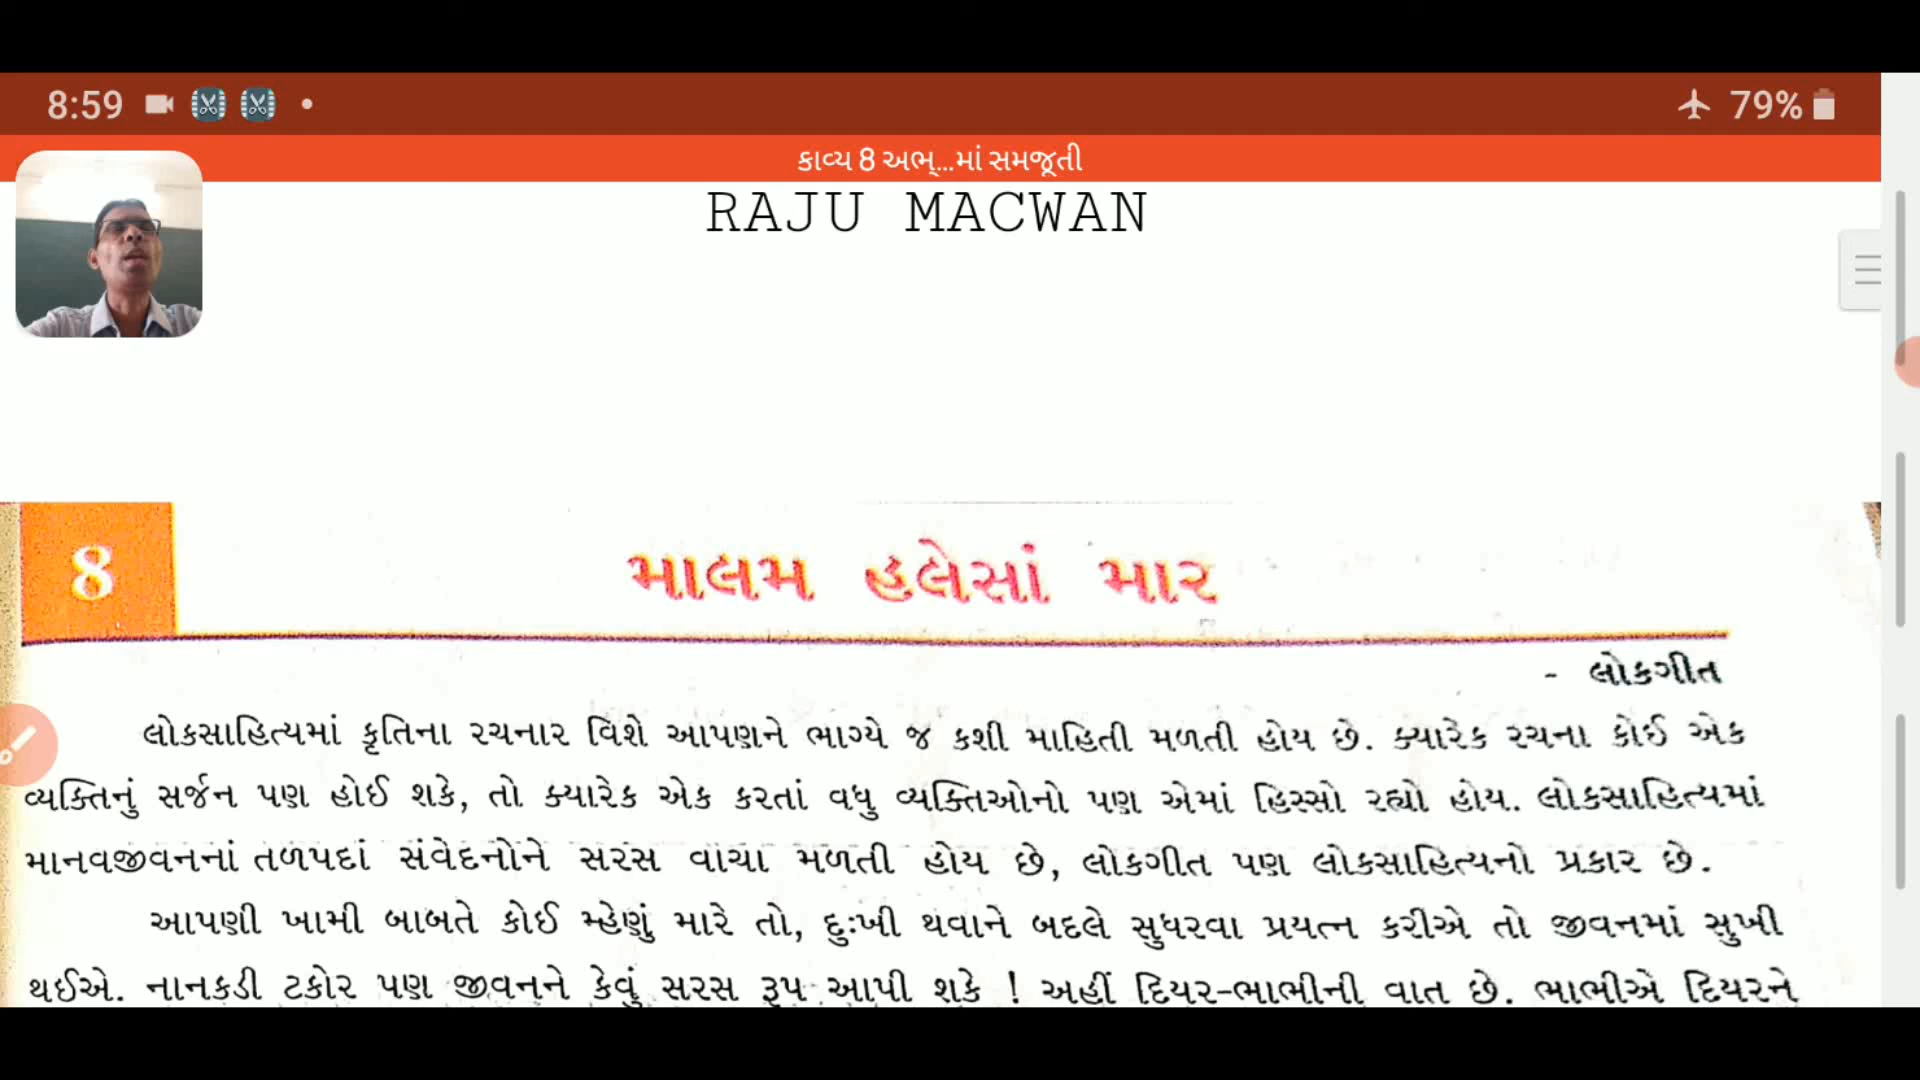 8:59
79%
કાવ્ય 8 અભ્...માં સમજૂતી
RAJU MACWAN
8
માલમ હલેસાં માર
- લોકગીત
લોકસાહિત્યમાં કૃતિના રચનાર વિશે આપણને ભાગ્યે જ કશી માહિતી મળતી હોય છે. ક્યારેક રચના કોઈ એક
વ્યક્તિનું સર્જન પણ હોઈ શકે, તો ક્યારેક એક કરતાં વધુ વ્યક્તિઓનો પણ એમાં હિસ્સો રહ્યો હોય. લોકસાહિત્યમાં
માનવજીવનનાં તળપદાં સંવેદનોને સરસ વાચા મળતી હોય છે, લોકગીત પણ લોકસાહિત્યનો પ્રકાર છે.
આપણી ખામી બાબતે કોઈ મ્હેણું મારે તો, દુઃખી થવાને બદલે સુધરવા પ્રયત્ન કરીએ તો જીવનમાં સુખી
થઈએ. નાનકડી ટકોર પણ જીવનને કેવું સરસ રૂપ આપી શકે ! અહીં દિયર-ભાભીની વાત છે. ભાભીએ દિયરને